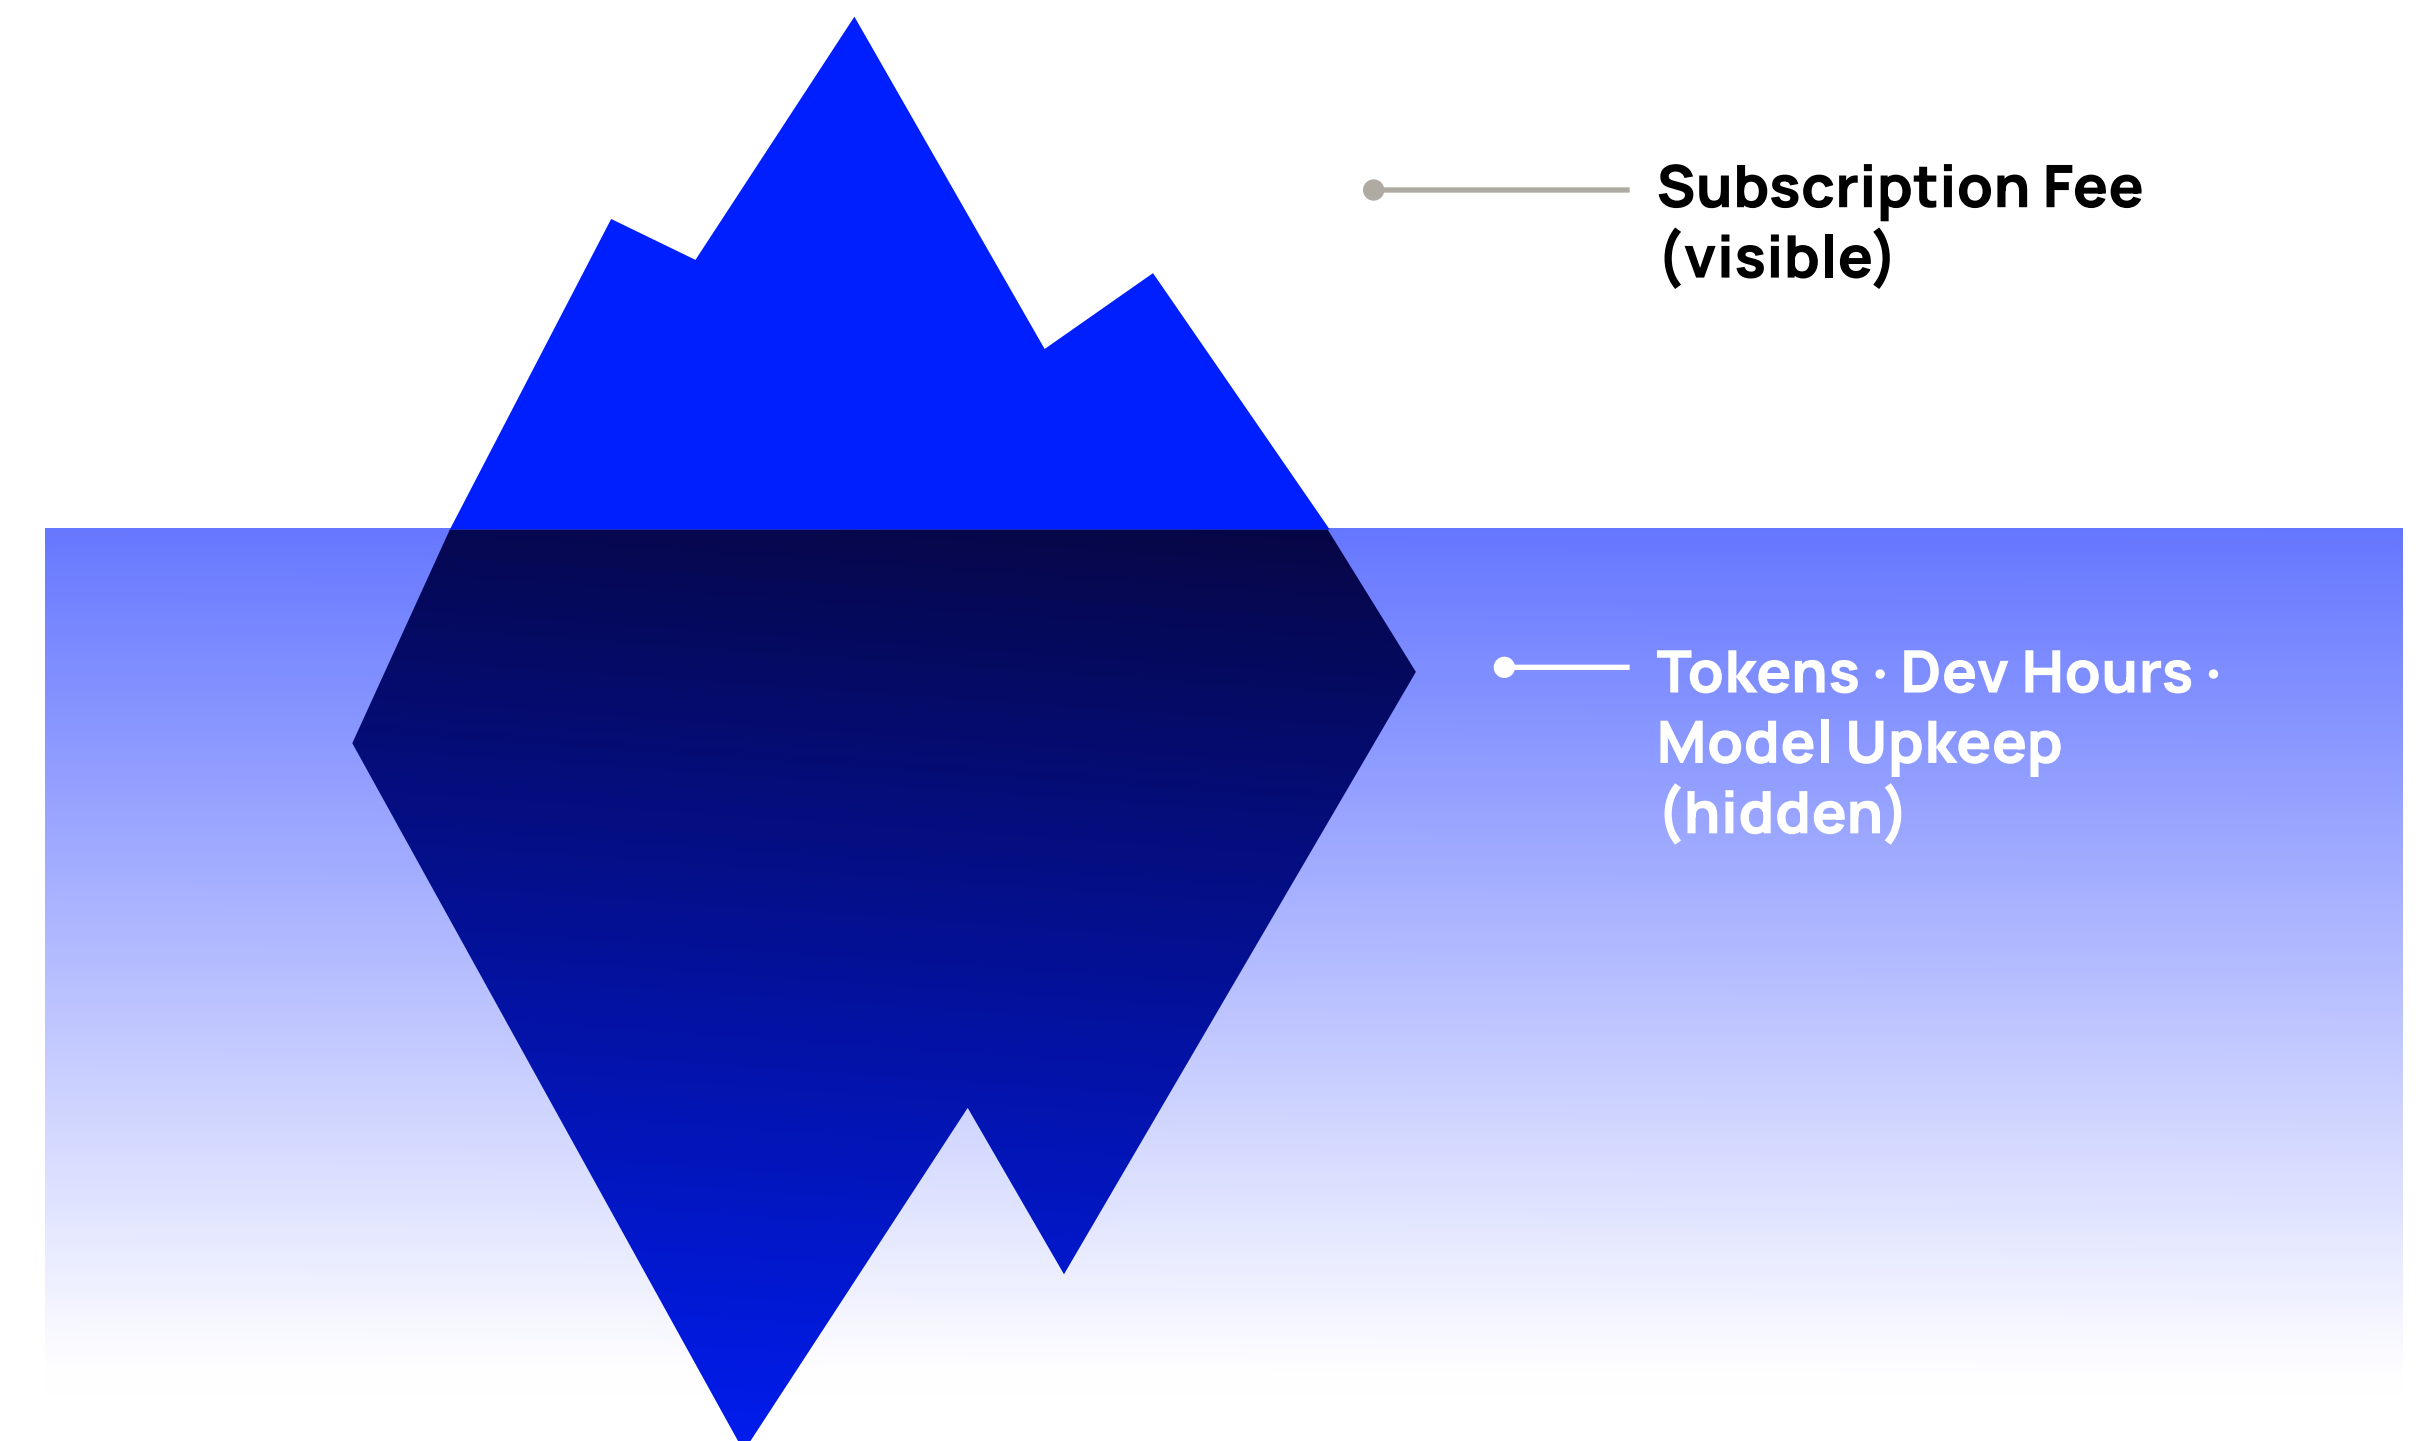 Subscription Fee
(visible)
Tokens · Dev Hours ·
Model Upkeep
(hidden)